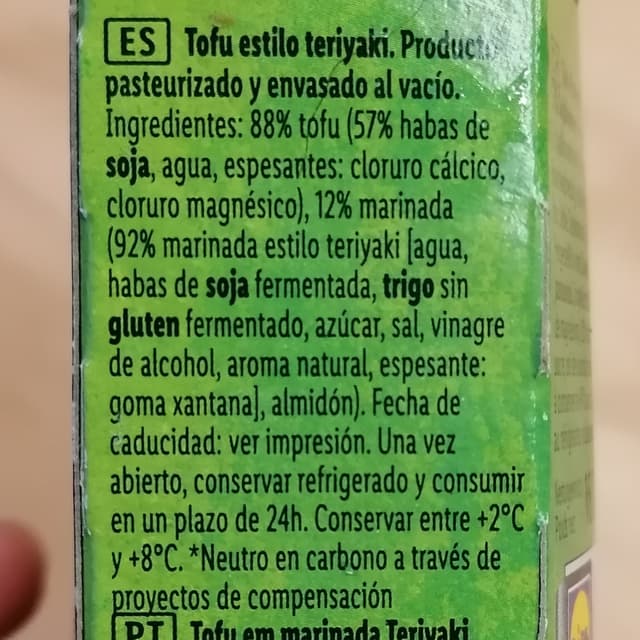 ES Tofu estilo teriyaki. Producto
pasteurizado y envasado al vacío.
Ingredientes: 88% tofu (57% habas de
soja, agua, espesantes: cloruro cálcico,
cloruro magnésico), 12% marinada
(92% marinada estilo teriyaki [agua,
habas de soja fermentada, trigo sin
gluten fermentado, azúcar, sal, vinagre
de alcohol, aroma natural, espesante:
goma xantana], almidón). Fecha de
caducidad: ver impresión. Una vez
abierto, conservar refrigerado y consumir
en un plazo de 24h. Conservar entre +2°C
y +8°C. *Neutro en carbono a través de
proyectos de compensación
PT Tofu em marinada Teriyaki